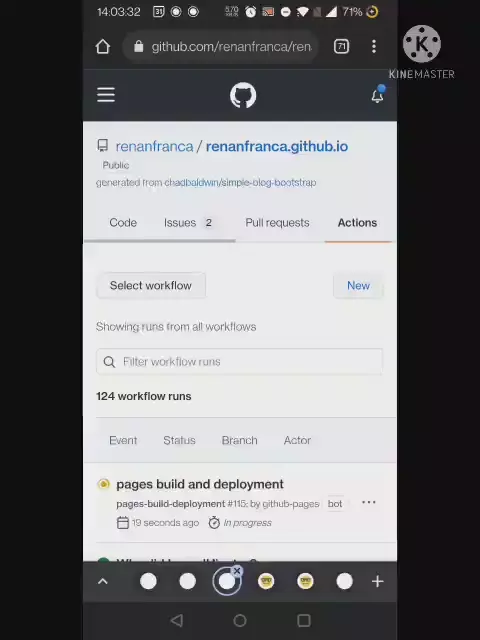 14:03:32 31 5,70 71%
github.com/renanfranca/ren
71
KINEMASTER
renanfranca / renanfranca.github.io
Public
generated from chadbaldwin/simple-blog-bootstrap
Code Issues 2 Pull requests Actions
Select workflow New
Showing runs from all workflows
Filter workflow runs
124 workflow runs
Event Status Branch Actor
pages build and deployment
pages-build-deployment #115: by github-pages bot
19 seconds ago In progress